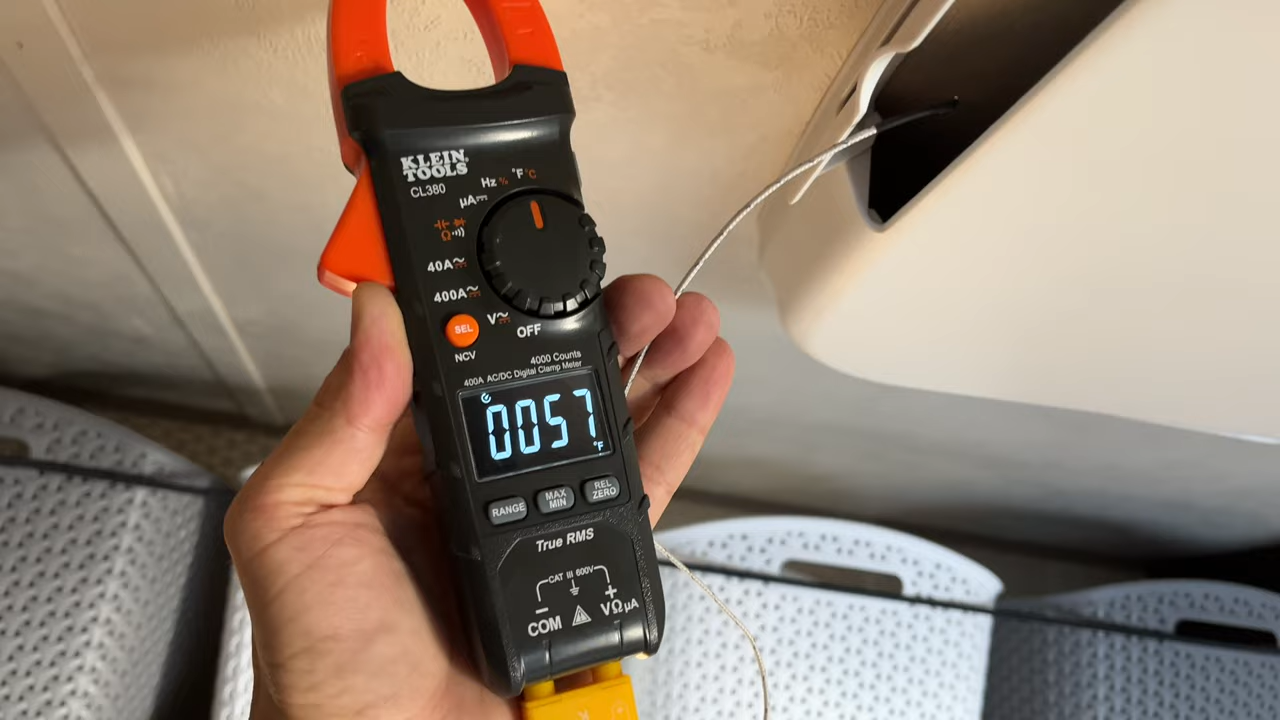 KLEIN
TOOLS
CL380
Hz % °F °C
µA
Ω
40A
400A
SEL
V
OFF
NCV
4000 Counts
400A AC/DC Digital Clamp Meter
0057
°F
RANGE
MAX
MIN
REL
ZERO
True RMS
CAT III 600V
− +
COM
VΩµA